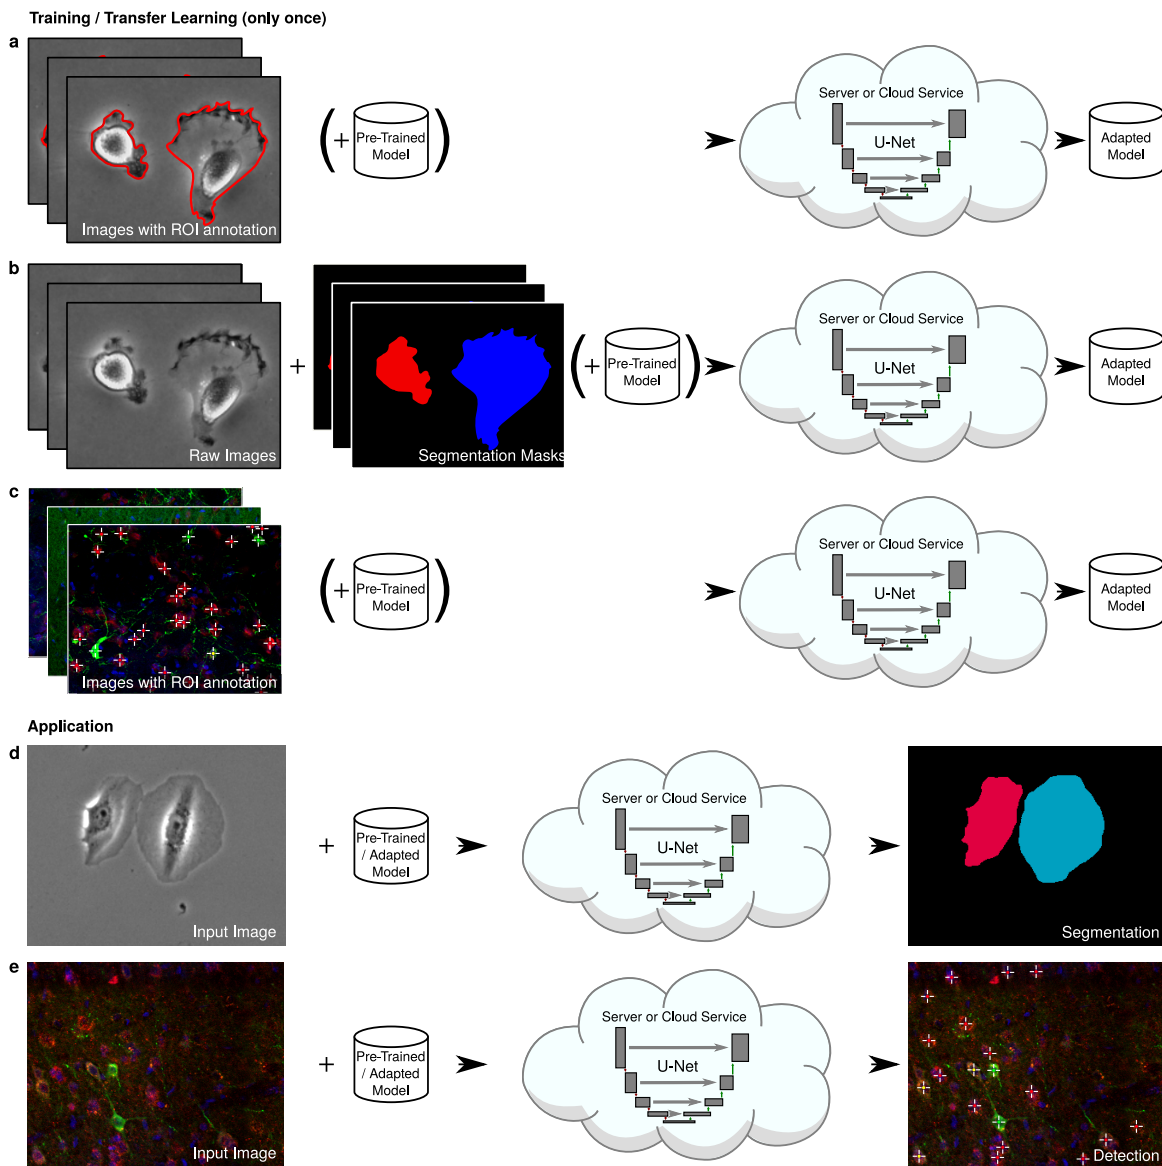 Training / Transfer Learning (only once)
a
Images with ROI annotation
( +
Pre-Trained
Model
)
Server or Cloud Service
U-Net
Adapted
Model
b
Raw Images
+
Segmentation Masks
( +
Pre-Trained
Model
)
Server or Cloud Service
U-Net
Adapted
Model
c
Images with ROI annotation
( +
Pre-Trained
Model
)
Server or Cloud Service
U-Net
Adapted
Model
Application
d
Input Image
+
Pre-Trained
/ Adapted
Model
Server or Cloud Service
U-Net
Segmentation
e
Input Image
+
Pre-Trained
/ Adapted
Model
Server or Cloud Service
U-Net
Detection